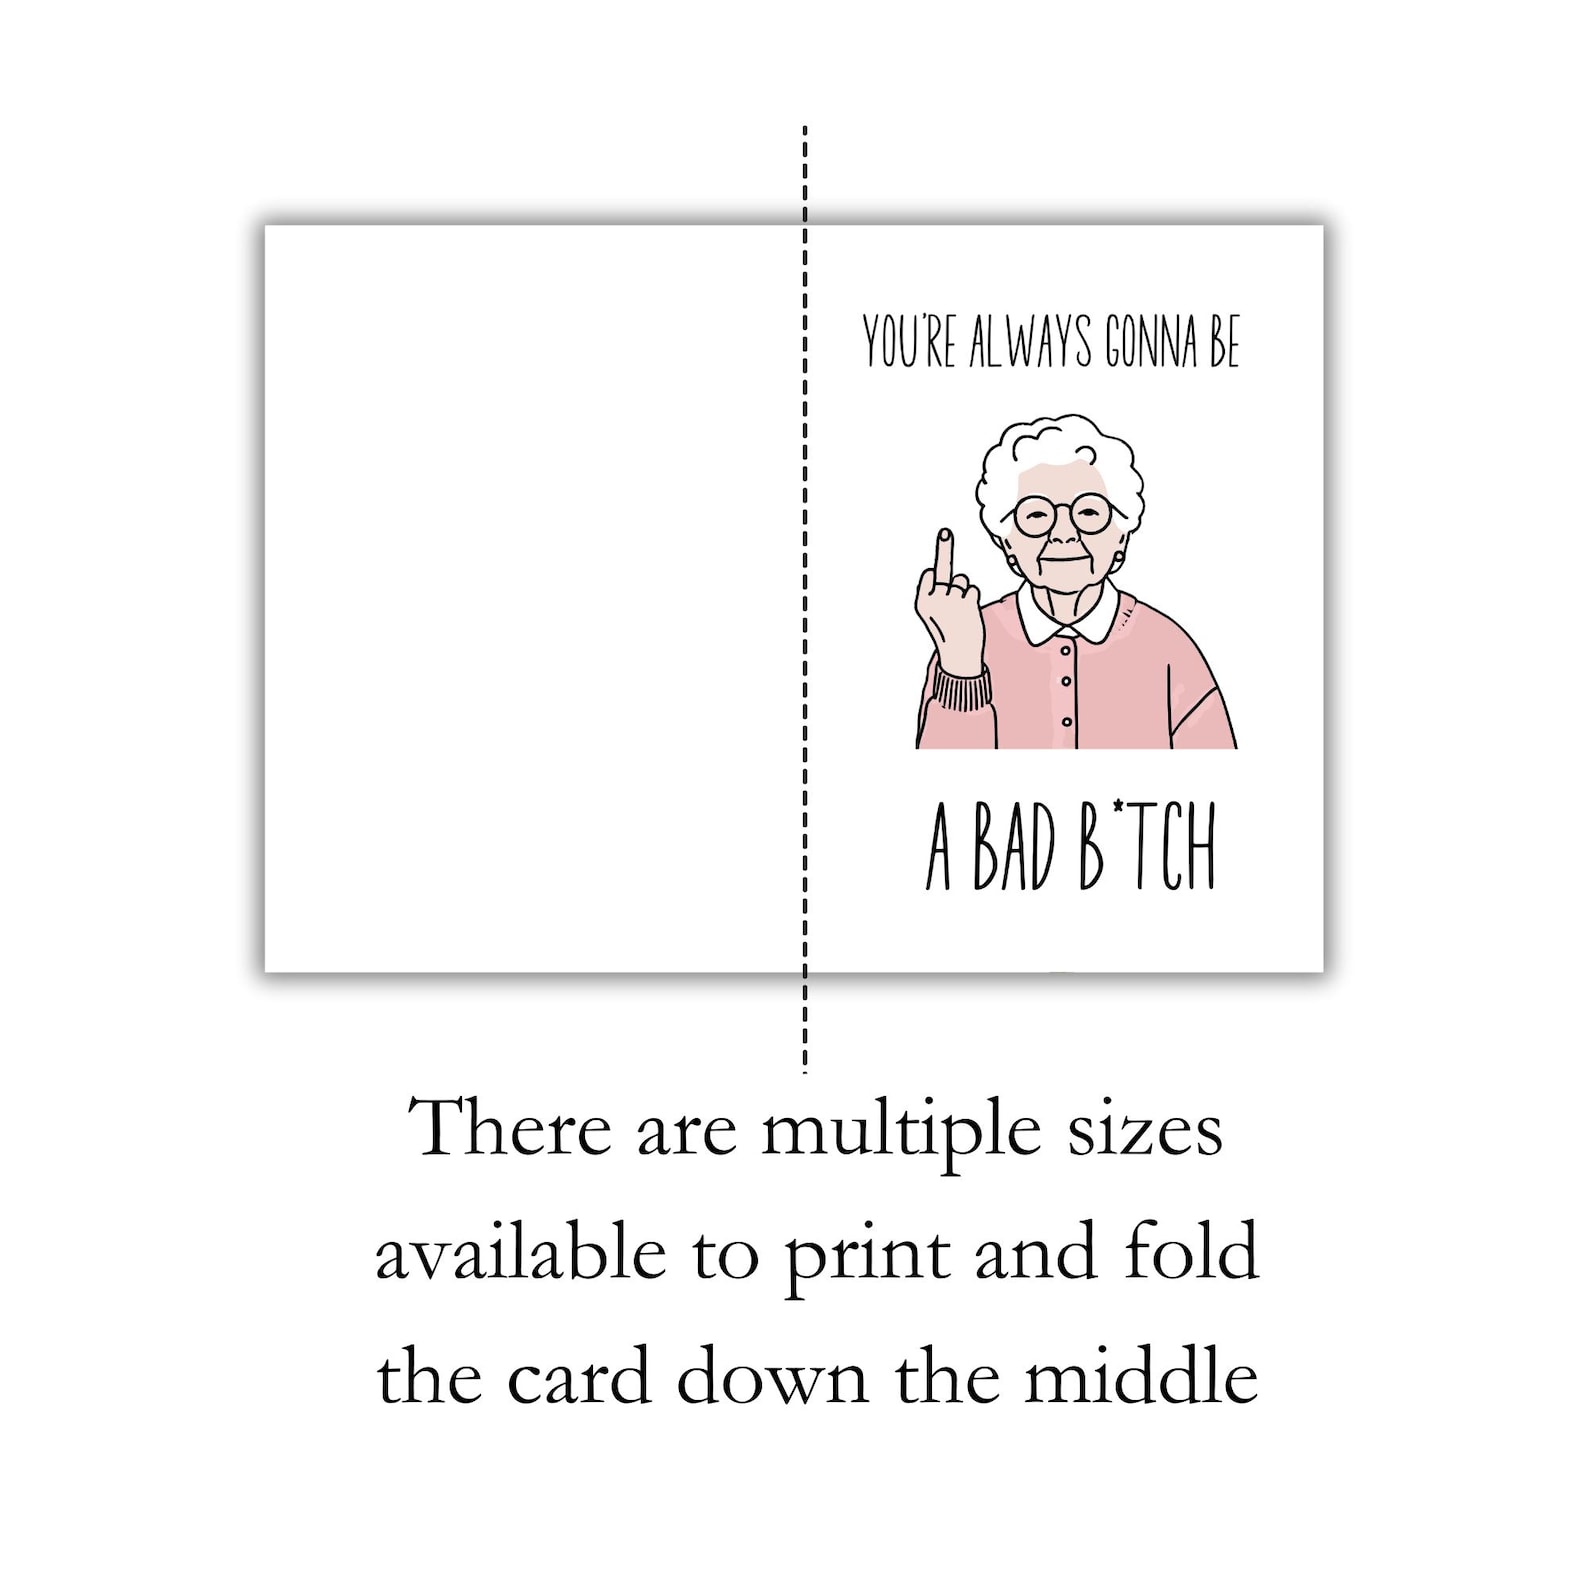 YOU'RE ALWAYS GONNA BE
A BAD B*TCH
There are multiple sizes
available to print and fold
the card down the middle